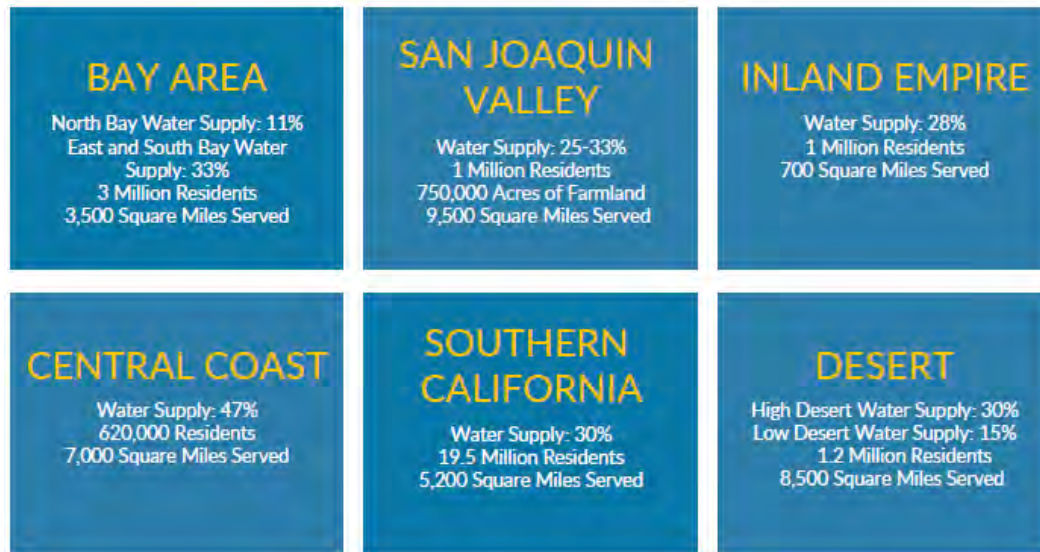 BAY AREA
North Bay Water Supply: 11%
East and South Bay Water
Supply: 33%
3 Million Residents
3,500 Square Miles Served
SAN JOAQUIN
VALLEY
Water Supply: 25-33%
1 Million Residents
750,000 Acres of Farmland
9,500 Square Miles Served
INLAND EMPIRE
Water Supply: 28%
1 Million Residents
700 Square Miles Served
CENTRAL COAST
Water Supply: 47%
620,000 Residents
7,000 Square Miles Served
SOUTHERN
CALIFORNIA
Water Supply: 30%
19.5 Million Residents
5,200 Square Miles Served
DESERT
High Desert Water Supply: 30%
Low Desert Water Supply: 15%
1.2 Million Residents
8,500 Square Miles Served